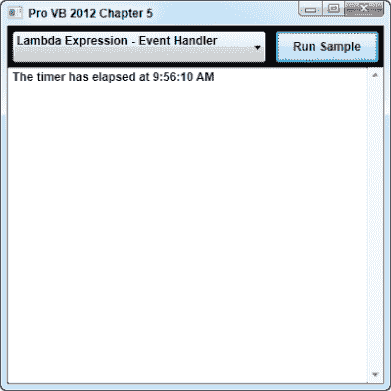 Pro VB 2012 Chapter 5
Lambda Expression - Event Handler
Run Sample
The timer has elapsed at 9:56:10 AM